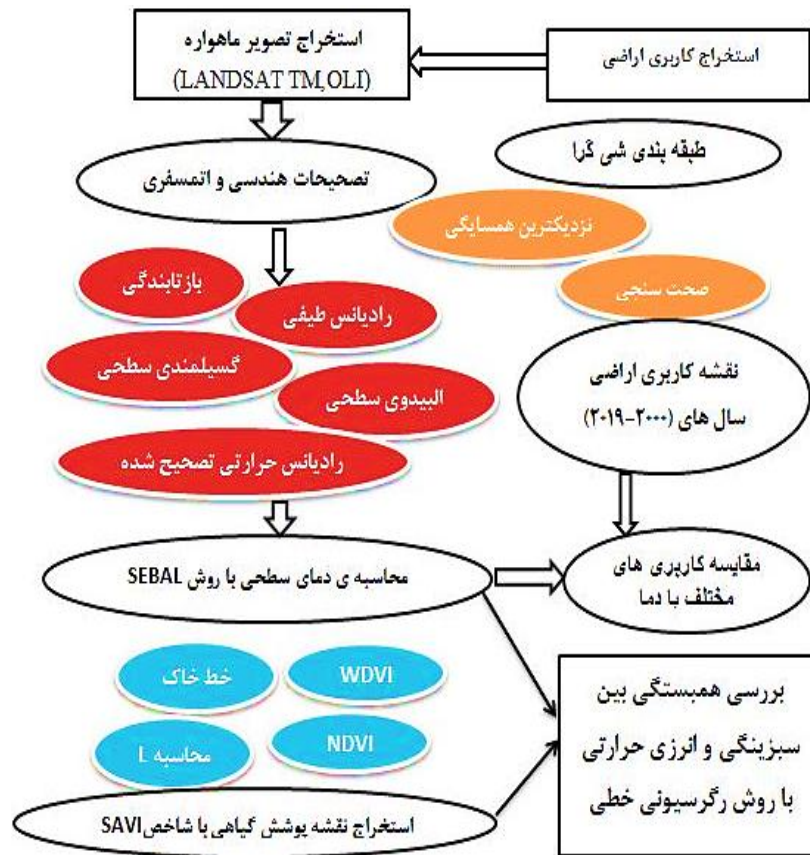 استخراج تصویر ماهواره
(LANDSAT TM,OLI)
استخراج کاربری اراضی
طبقه بندی شی گرا
تصحیحات هندسی و اتمسفری
نزدیکترین همسایگی
صحت سنجی
بازتابندگی
رادیانس طیفی
گسیلمندی سطحی
البیدوی سطحی
رادیانس حرارتی تصحیح شده
نقشه کاربری اراضی
سال های (۲۰۰۰-۲۰۱۹)
محاسبه ی دمای سطحی با روش SEBAL
مقایسه کاربری های
مختلف با دما
خط خاک
WDVI
محاسبه L
NDVI
استخراج نقشه پوشش گیاهی با شاخص SAVI
بررسی همبستگی بین
سبزینگی و انرژی حرارتی
با روش رگرسیونی خطی